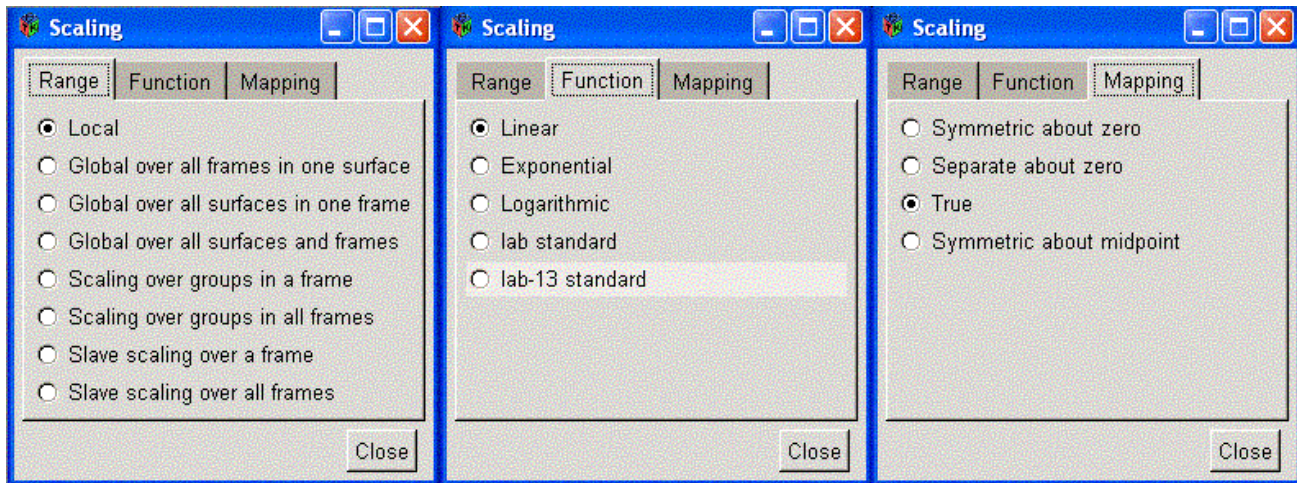 Scaling
Range Function Mapping
Local
Global over all frames in one surface
Global over all surfaces in one frame
Global over all surfaces and frames
Scaling over groups in a frame
Scaling over groups in all frames
Slave scaling over a frame
Slave scaling over all frames
Close
Scaling
Range Function Mapping
Linear
Exponential
Logarithmic
lab standard
lab-13 standard
Close
Scaling
Range Function Mapping
Symmetric about zero
Separate about zero
True
Symmetric about midpoint
Close